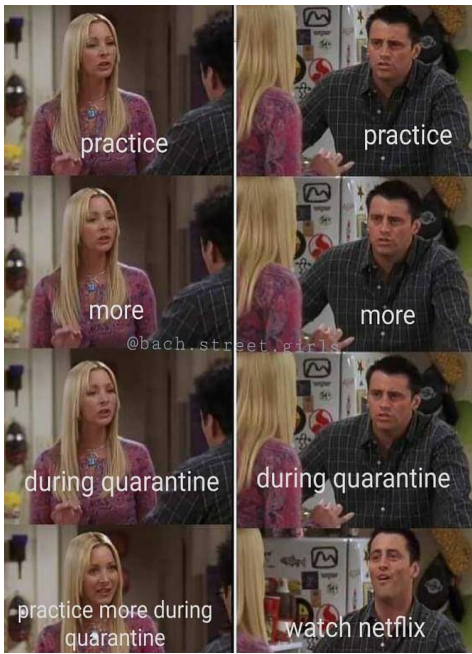 practice
practice
more
more
@bach.street.girls
during quarantine
during quarantine
practice more during
quarantine
watch netflix